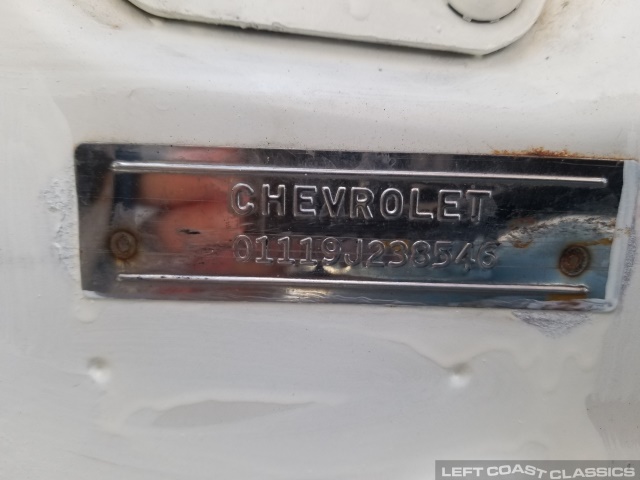 CHEVROLET
01119J238546
LEFT COAST CLASSICS